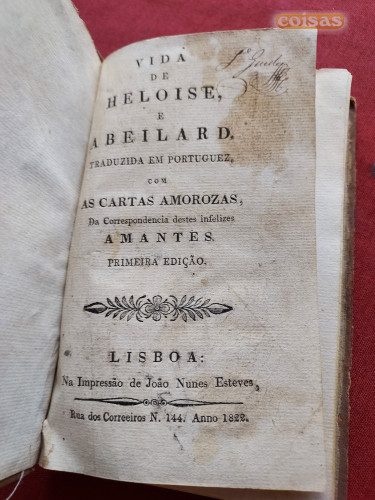 coisas
VIDA
DE
HELOISE,
E
ABEILARD.
TRADUZIDA EM PORTUGUEZ,
COM
AS CARTAS AMOROZAS,
Da Correspondencia destes infelizes
AMANTES.
PRIMEIRA EDIÇÃO.
LISBOA:
Na Impressão de João Nunes Esteves,
Rua dos Correeiros N. 144. Anno 1822.